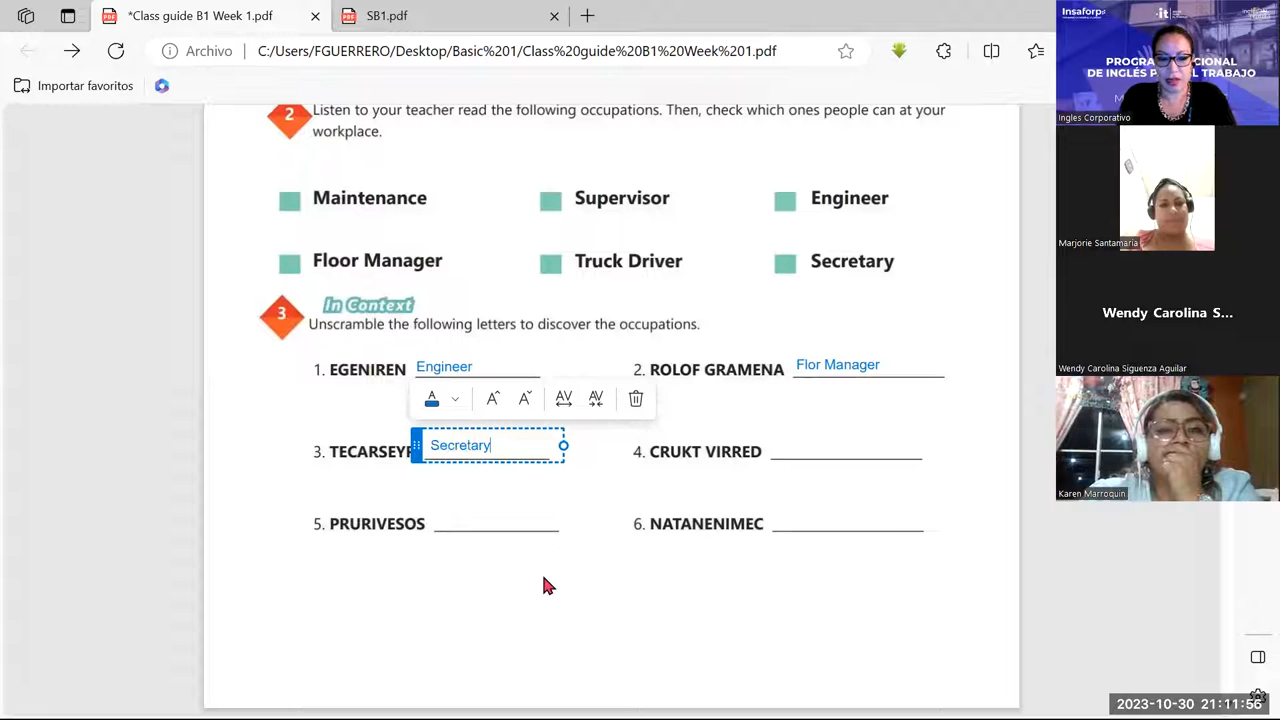 *Class guide B1 Week 1.pdf
SB1.pdf
Archivo
C:/Users/FGUERRERO/Desktop/Basic%201/Class%20guide%20B1%20Week%201.pdf
Importar favoritos
2
Listen to your teacher read the following occupations. Then, check which ones people can at your
workplace.
Maintenance
Supervisor
Engineer
Floor Manager
Truck Driver
Secretary
3
In Context
Unscramble the following letters to discover the occupations.
1. EGENIREN Engineer
2. ROLOF GRAMENA Flor Manager
3. TECARSEYR Secretary
4. CRUKT VIRRED
5. PRURIVESOS
6. NATANENIMEC
Insaforp
·it
DE INGLÉS TRABAJO
Ingles Corporativo
Marjorie Santamaria
Wendy Carolina S...
Wendy Carolina Siguenza Aguilar
Karen Marroquin
2023-10-30 21:11:56